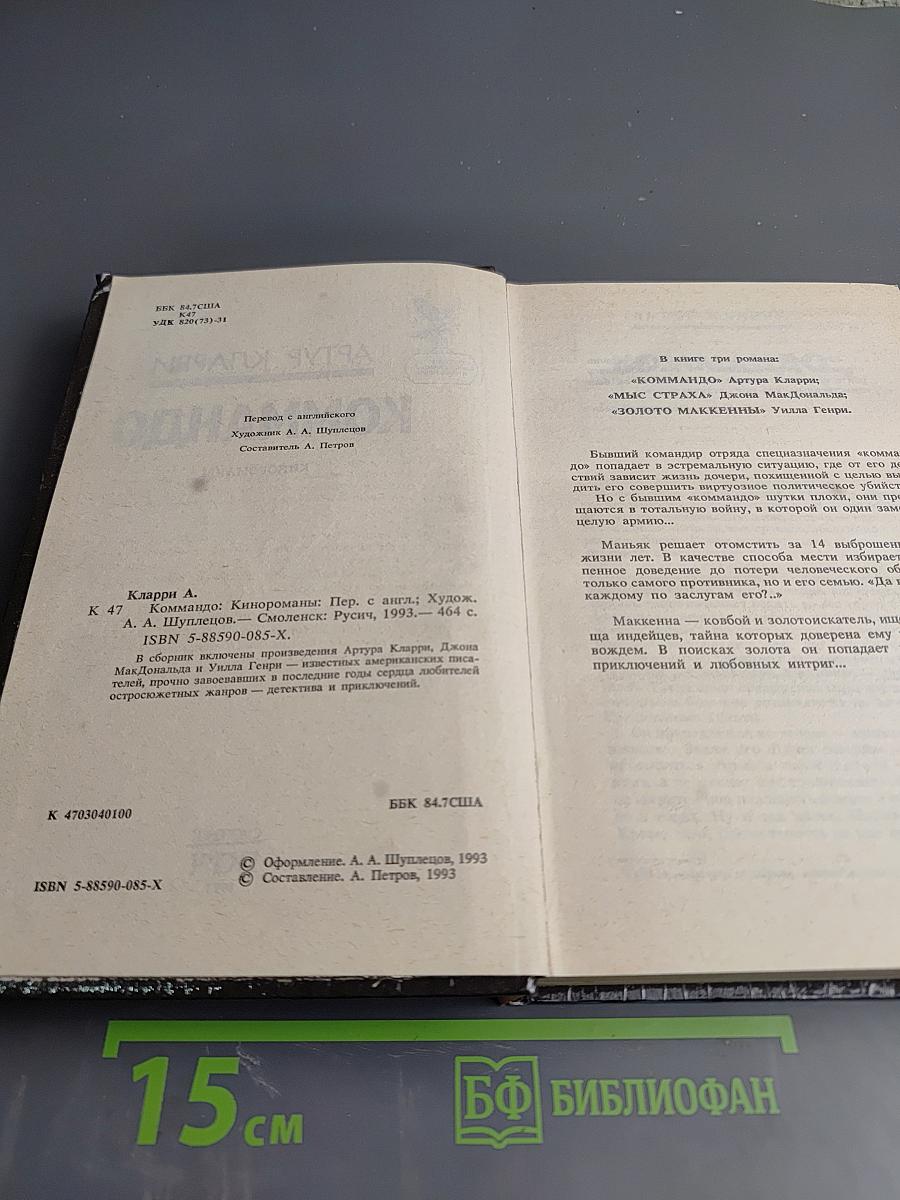 ББК 84.7США
К47
УДК 820(73)-31
АРТУР КЛАРРИ
КОММАНДО
Перевод с английского
Художник А. А. Шуплецов
Составитель А. Петров
Кларри А.
К 47 Коммандо: Кинороманы: Пер. с англ.; Худож.
А. А. Шуплецов.— Смоленск: Русич, 1993.— 464 с.
ISBN 5-88590-085-X.
В сборник включены произведения Артура Кларри, Джона
МакДональда и Уилла Генри — известных американских писа-
телей, прочно завоевавших в последние годы сердца любителей
остросюжетных жанров — детектива и приключений.
К 4703040100
ББК 84.7США
© Оформление. А. А. Шуплецов, 1993
© Составление. А. Петров, 1993
ISBN 5-88590-085-X
В книге три романа:
«КОММАНДО» Артура Кларри;
«МЫС СТРАХА» Джона МакДональда;
«ЗОЛОТО МАККЕННЫ» Уилла Генри.
Бывший командир отряда спецназначения «комма
до» попадает в эстремальную ситуацию, где от его де
ствий зависит жизнь дочери, похищенной с целью вы
дить его совершить виртуозное политическое убийст
Но с бывшим «коммандо» шутки плохи, они пре
щаются в тотальную войну, в которой он один зам
целую армию...
Маньяк решает отомстить за 14 выброшен
жизни лет. В качестве способа мести избирает
пенное доведение до потери человеческого об
только самого противника, но и его семью. «Да
каждому по заслугам его?..»
Маккенна — ковбой и золотоискатель, ищ
ща индейцев, тайна которых доверена ему
вождем. В поисках золота он попадает
приключений и любовных интриг...
15 см
БФ БИБЛИОФАН